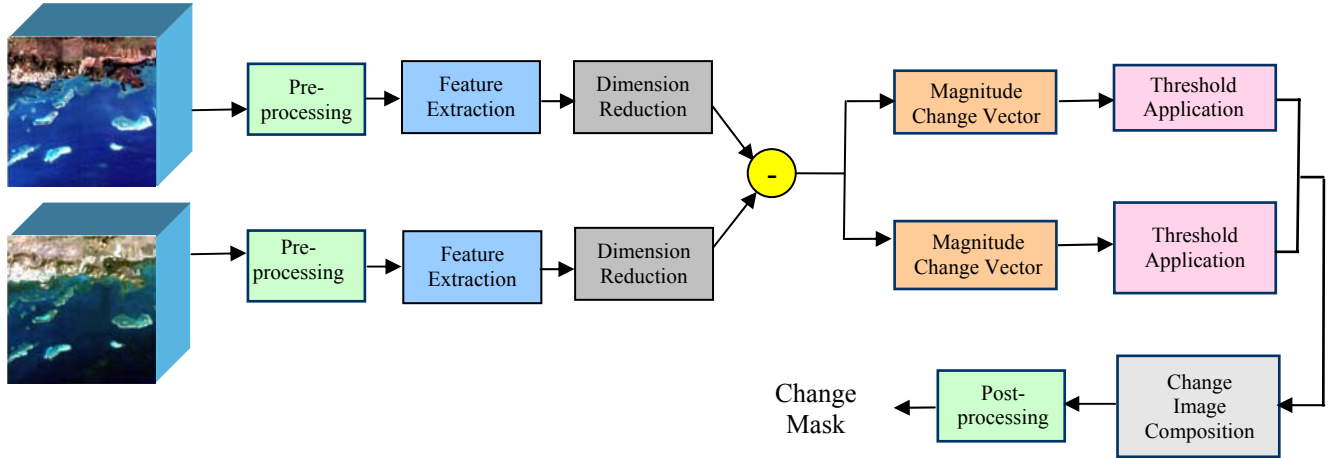 Pre-
processing
Feature
Extraction
Dimension
Reduction
-
Magnitude
Change Vector
Threshold
Application
Pre-
processing
Feature
Extraction
Dimension
Reduction
Magnitude
Change Vector
Threshold
Application
Change
Mask
Post-
processing
Change
Image
Composition